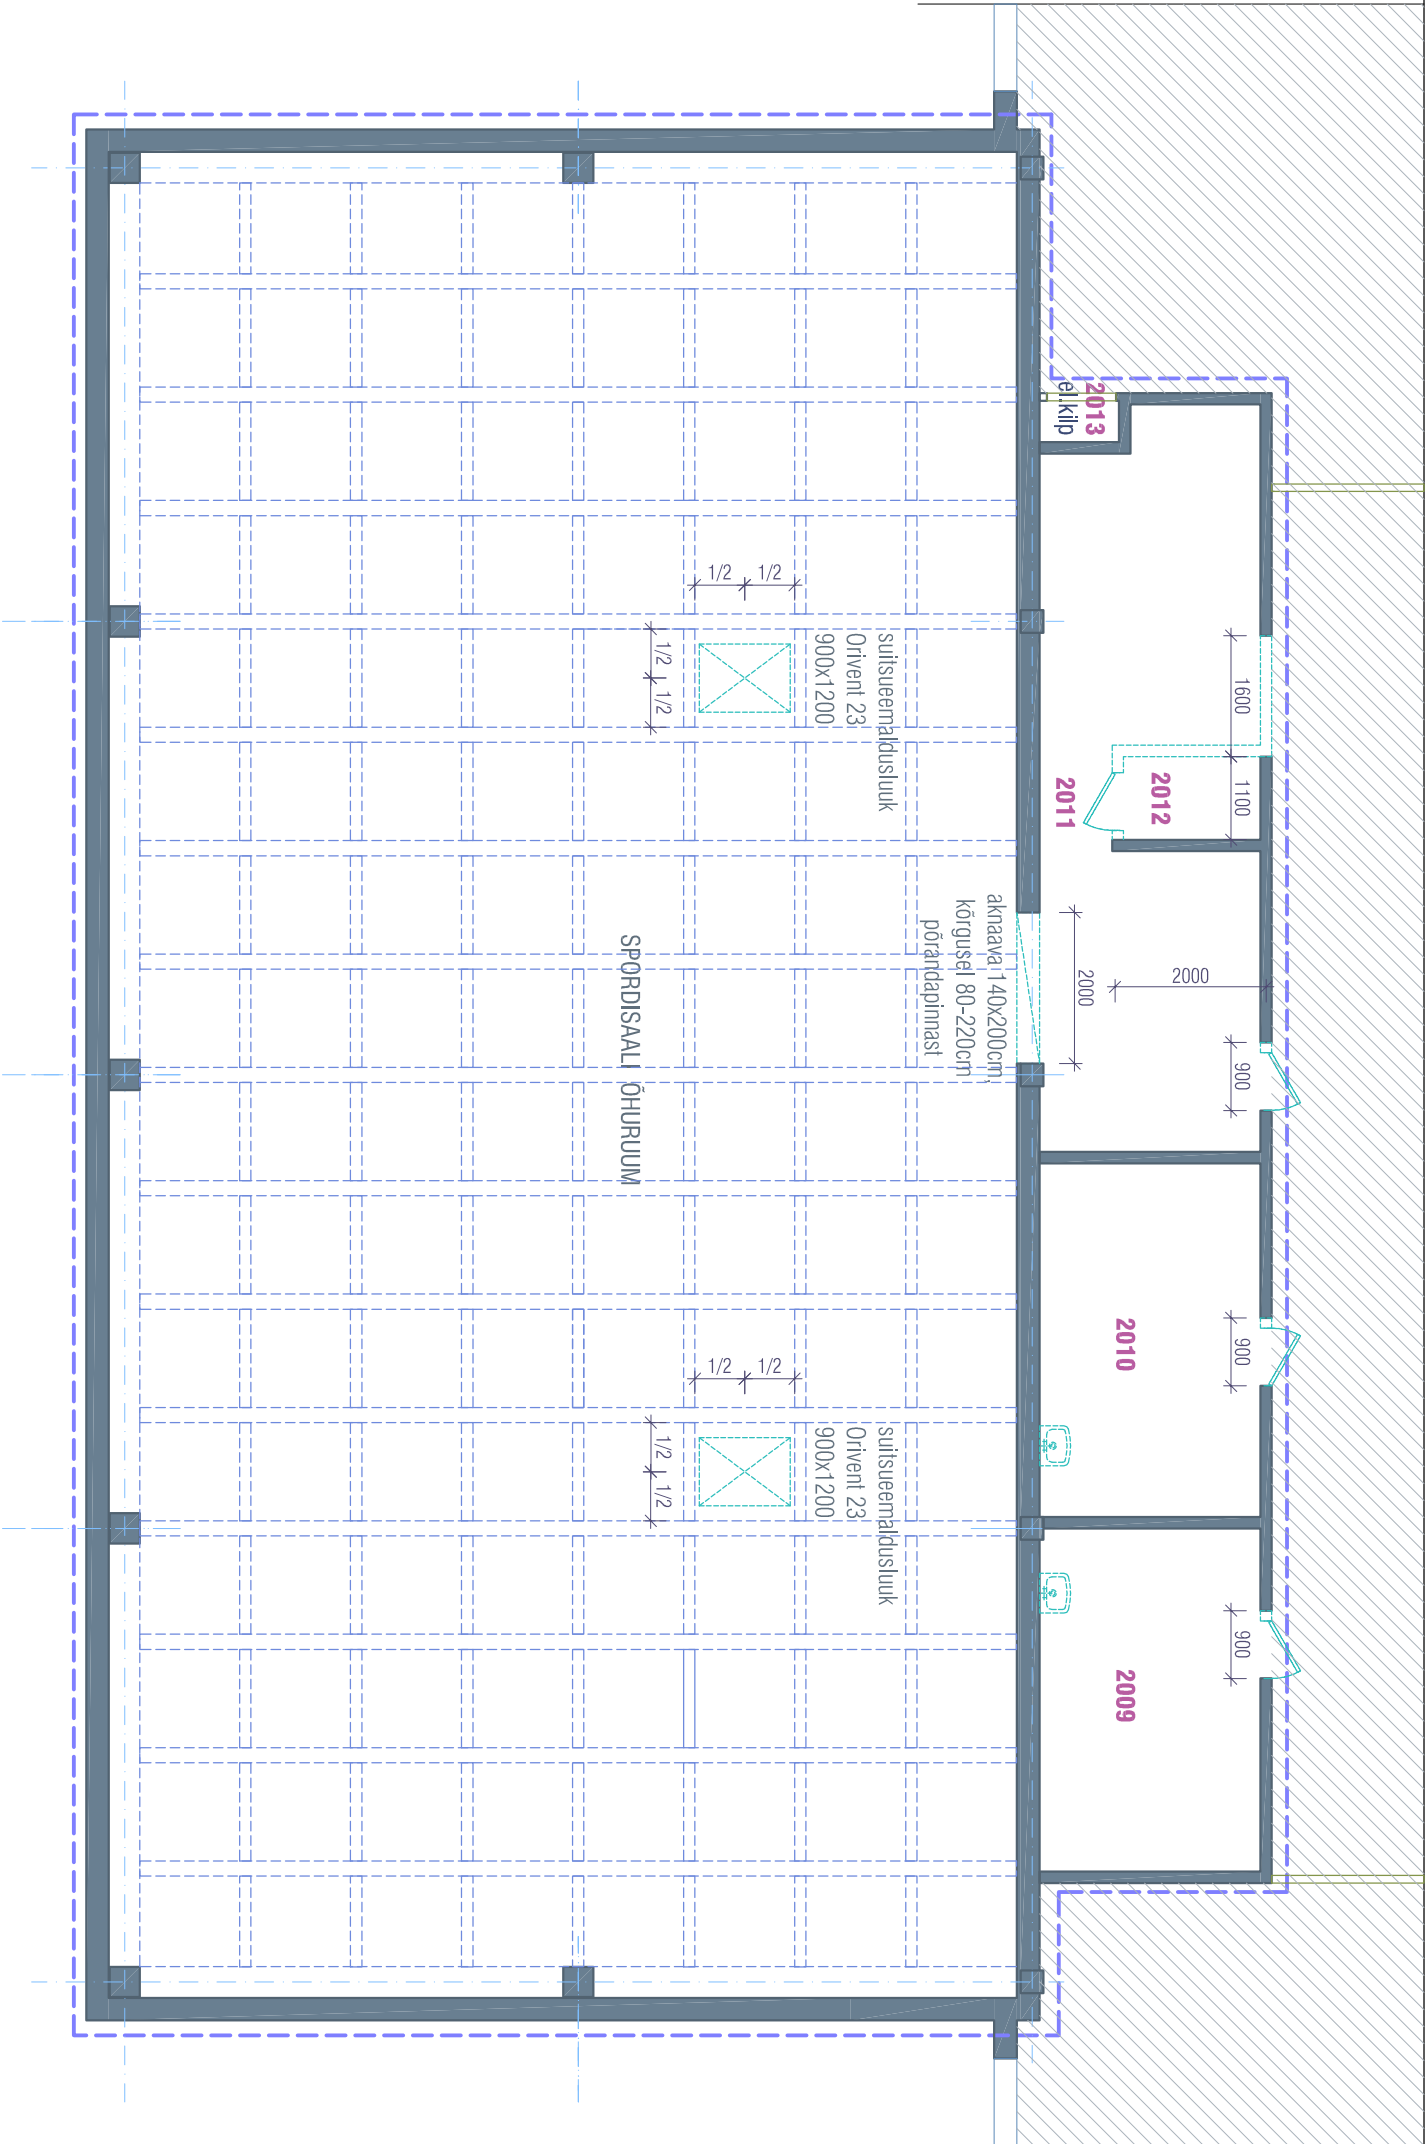 2013
el.kilp
1600
1100
2012
2011
1/2
1/2
1/2
1/2
suitsueemaldusluuk
Orivent 23
900x1200
aknaava 140x200cm,
kõrgusel 80-220cm
põrandapinnast
2000
2000
900
SPORDISAALI ÕHURUUM
2010
900
1/2
1/2
1/2
1/2
suitsueemaldusluuk
Orivent 23
900x1200
900
2009